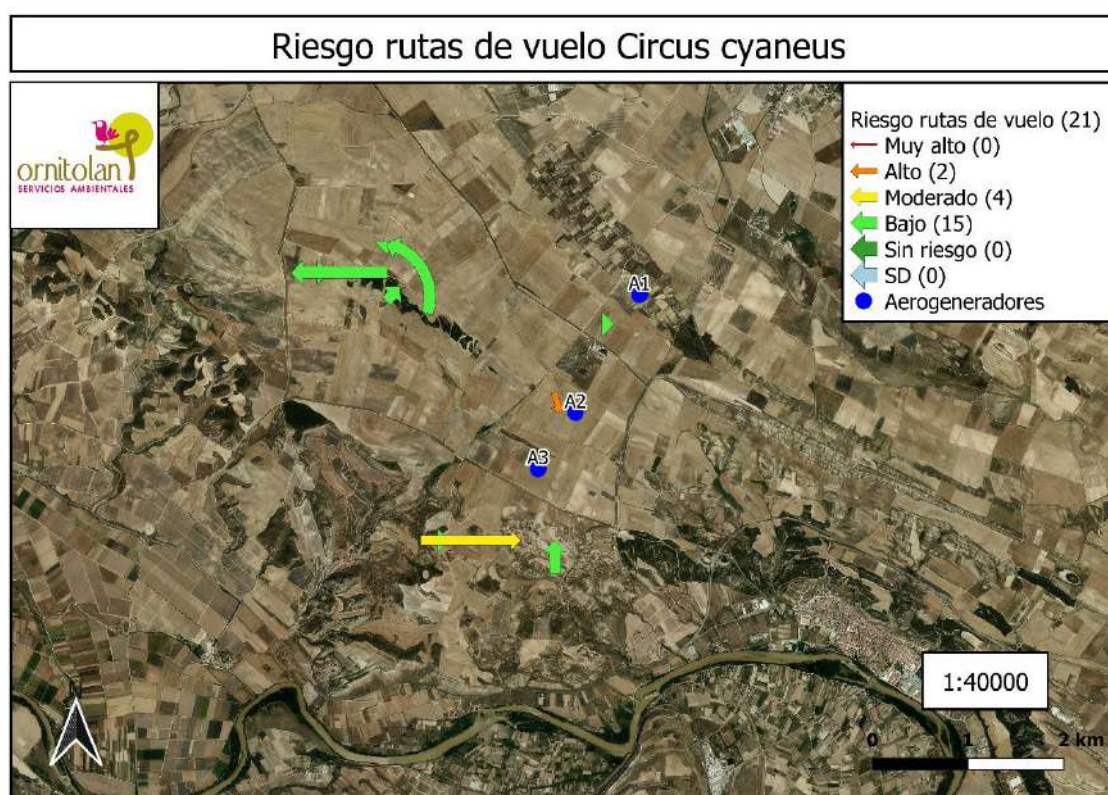 Riesgo rutas de vuelo Circus cyaneus
ornitolan
SERVICIOS AMBIENTALES
Riesgo rutas de vuelo (21)
Muy alto (0)
Alto (2)
Moderado (4)
Bajo (15)
Sin riesgo (0)
SD (0)
Aerogeneradores
A1
A2
A3
1:40000
0 1 2 km